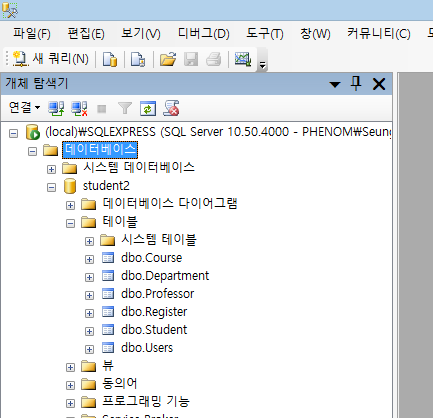 파일(F) 편집(E) 보기(V) 디버그(D) 도구(T) 창(W) 커뮤니티(C)
새 쿼리(N)
개체 탐색기
연결
(local)₩SQLEXPRESS (SQL Server 10.50.4000 - PHENOM₩Seung
데이터베이스
시스템 데이터베이스
student2
데이터베이스 다이어그램
테이블
시스템 테이블
dbo.Course
dbo.Department
dbo.Professor
dbo.Register
dbo.Student
dbo.Users
뷰
동의어
프로그래밍 기능
Service Broker